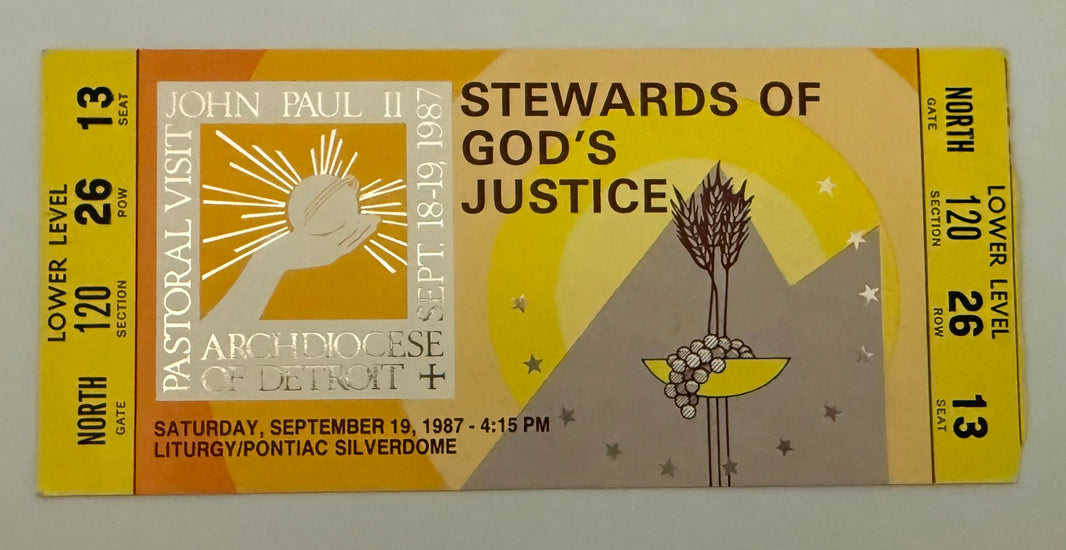 LOWER LEVEL
NORTH 120 26 13
GATE SECTION ROW SEAT
JOHN PAUL II
PASTORAL VISIT
SEPT. 18-19, 1987
ARCHDIOCESE
OF DETROIT
STEWARDS OF
GOD'S
JUSTICE
SATURDAY, SEPTEMBER 19, 1987 - 4:15 PM
LITURGY/PONTIAC SILVERDOME
LOWER LEVEL
NORTH 120 26 13
GATE SECTION ROW SEAT